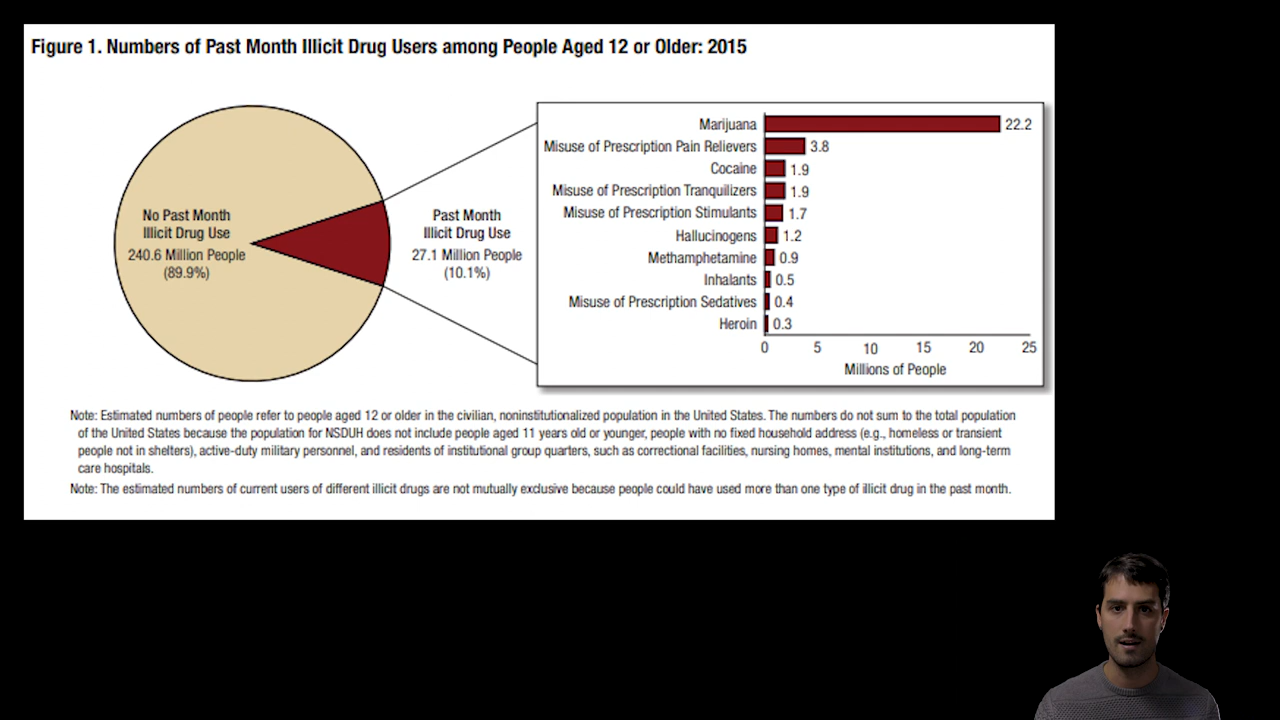 Figure 1. Numbers of Past Month Illicit Drug Users among People Aged 12 or Older: 2015
No Past Month
Illicit Drug Use
240.6 Million People
(89.9%)
Past Month
Illicit Drug Use
27.1 Million People
(10.1%)
Marijuana 22.2
Misuse of Prescription Pain Relievers 3.8
Cocaine 1.9
Misuse of Prescription Tranquilizers 1.9
Misuse of Prescription Stimulants 1.7
Hallucinogens 1.2
Methamphetamine 0.9
Inhalants 0.5
Misuse of Prescription Sedatives 0.4
Heroin 0.3
0 5 10 15 20 25
Millions of People
Note: Estimated numbers of people refer to people aged 12 or older in the civilian, noninstitutionalized population in the United States. The numbers do not sum to the total population
of the United States because the population for NSDUH does not include people aged 11 years old or younger, people with no fixed household address (e.g., homeless or transient
people not in shelters), active-duty military personnel, and residents of institutional group quarters, such as correctional facilities, nursing homes, mental institutions, and long-term
care hospitals.
Note: The estimated numbers of current users of different illicit drugs are not mutually exclusive because people could have used more than one type of illicit drug in the past month.